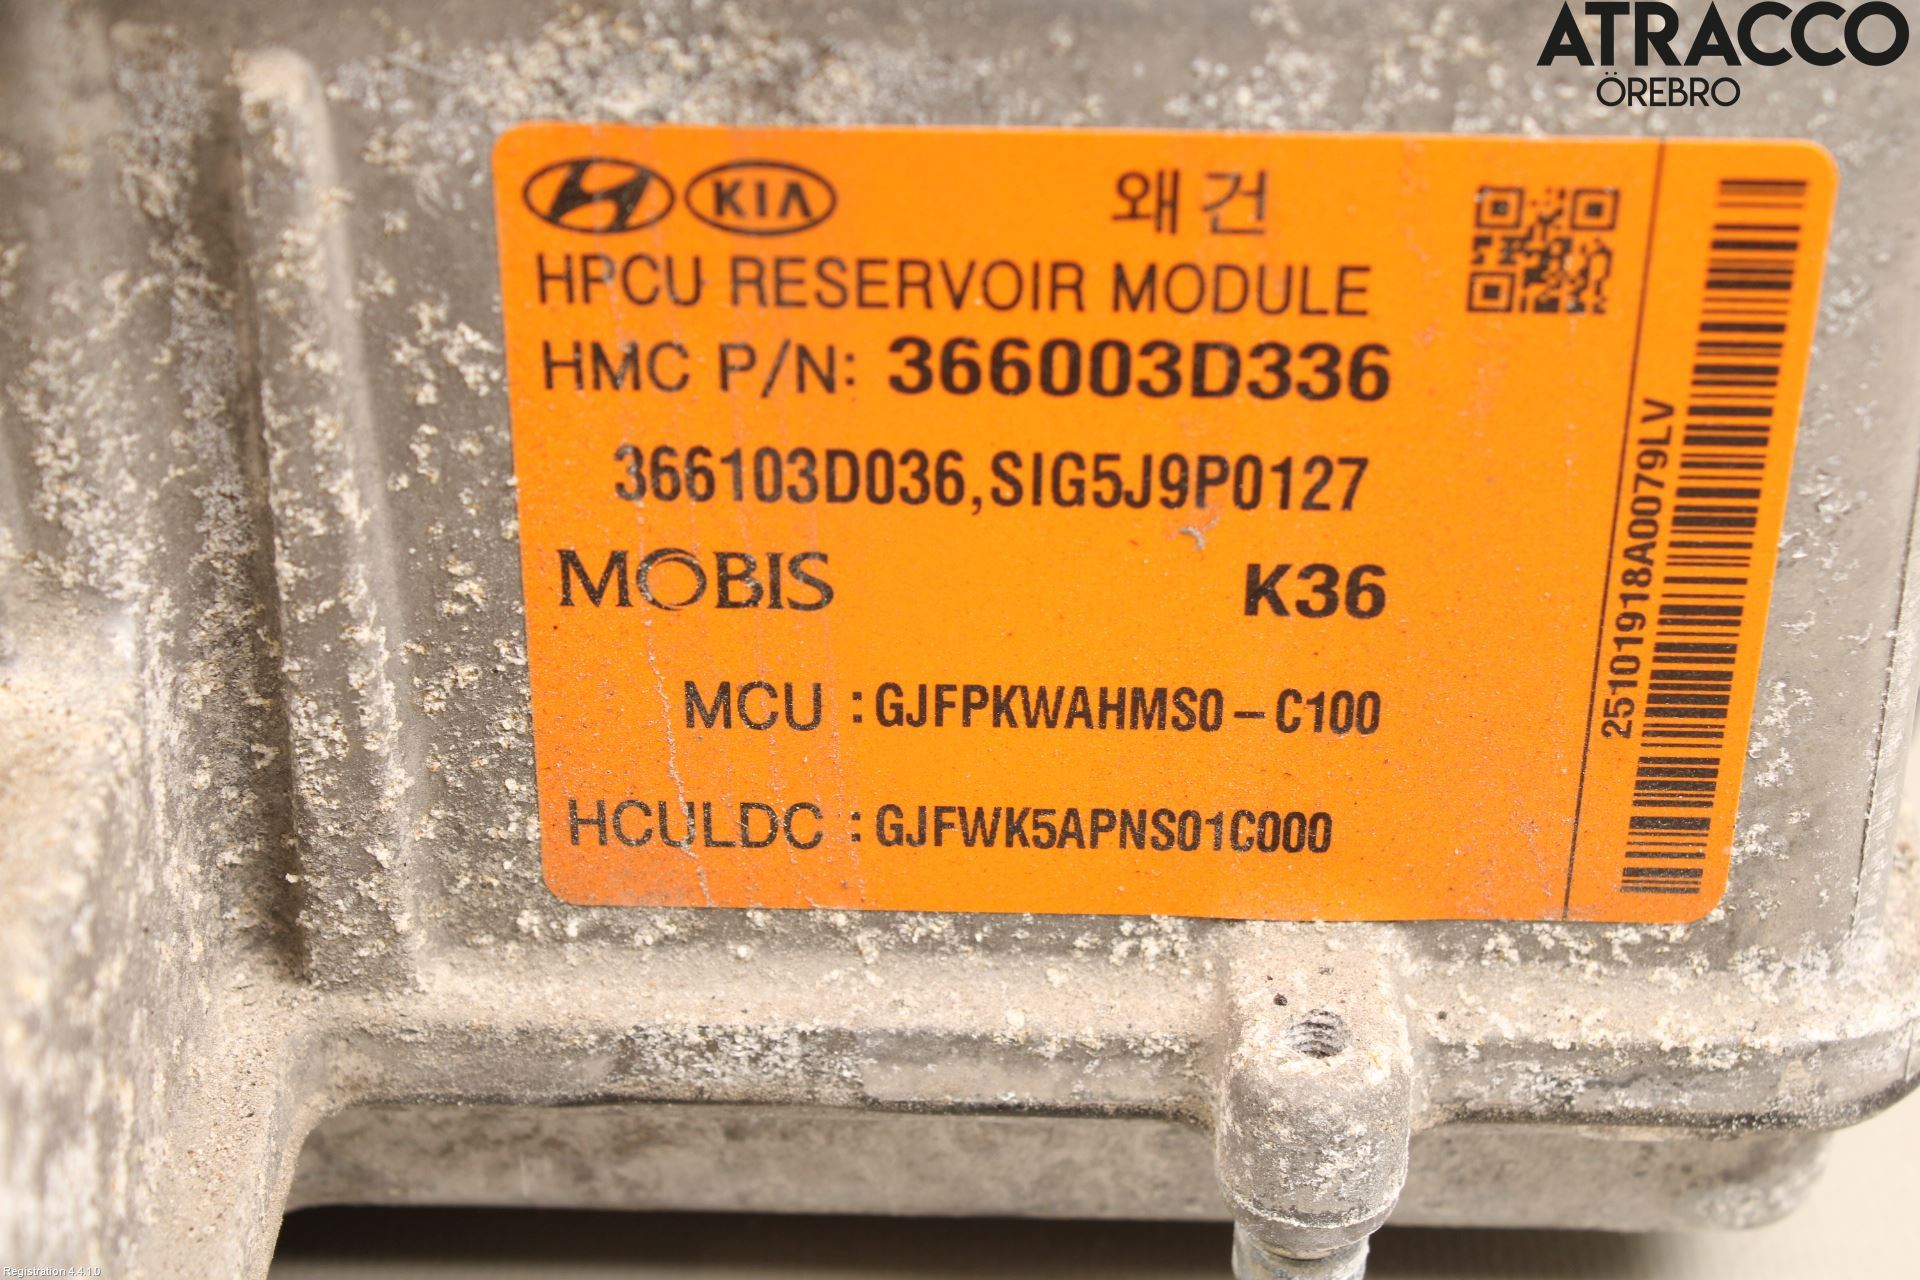 ATRACCO
ÖREBRO
KIA 왜건
HPCU RESERVOIR MODULE
HMC P/N: 366003D336
366103D036,SIG5J9P0127
MOBIS K36
MCU : GJFPKWAHMS0 – C100
HCULDC : GJFWK5APNS01C000
25101918A0079LV
Registration 4.4.1.0